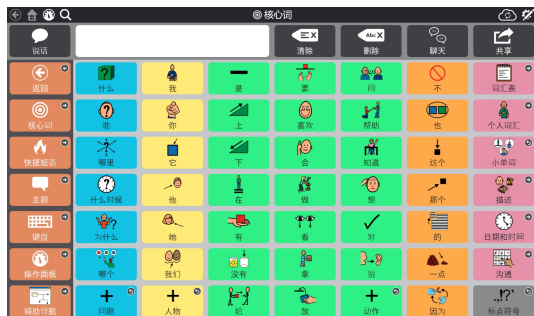 核心词
说话
清除
Abc X
删除
聊天
共享
返回
什么
我
是
要
问
不
词汇表
核心词
谁
你
上
喜欢
帮助
也
个人词汇
快捷短语
哪里
它
下
会
知道
这个
小单词
主题
什么时候
他
在
做
想
那个
描述
键盘
为什么
她
有
看
对
的
日期和时间
操作面板
哪个
我们
没有
拿
说
一点
沟通
辅助导航
问题
人物
给
放
动作
因为
.!?'
标点符号